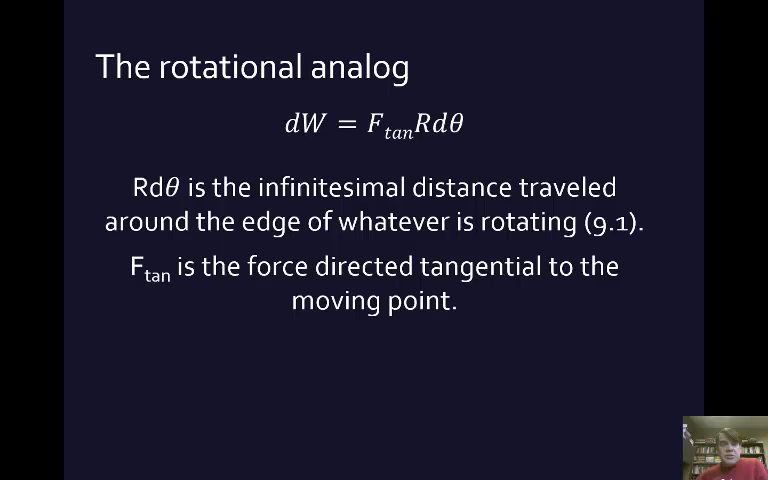 The rotational analog
dW = F_tan Rdθ
Rdθ is the infinitesimal distance traveled
around the edge of whatever is rotating (9.1).
F_tan is the force directed tangential to the
moving point.